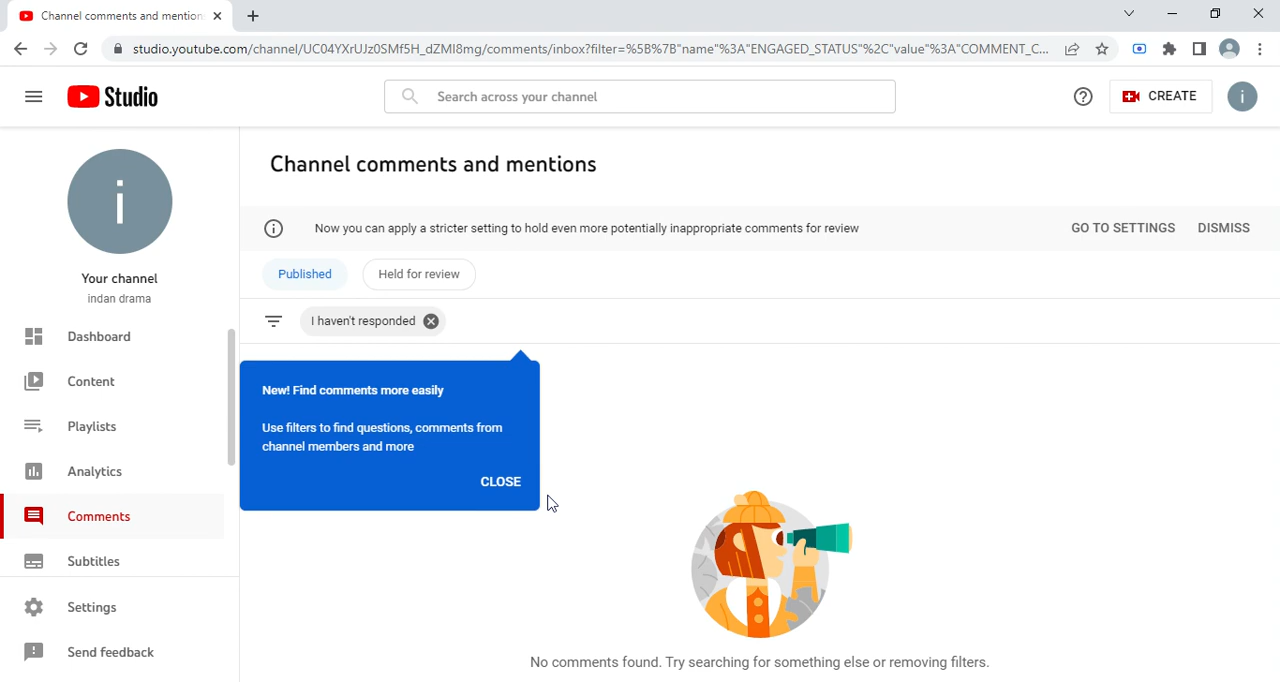 Channel comments and mention
studio.youtube.com/channel/UC04YXrUJz0SMf5H_dZMI8mg/comments/inbox?filter=%5B%7B"name"%3A"ENGAGED_STATUS"%2C"value"%3A"COMMENT_C...
Studio
Search across your channel
CREATE
i
i
Your channel
indan drama
Dashboard
Content
Playlists
Analytics
Comments
Subtitles
Settings
Send feedback
Channel comments and mentions
Now you can apply a stricter setting to hold even more potentially inappropriate comments for review
GO TO SETTINGS
DISMISS
Published
Held for review
I haven't responded
New! Find comments more easily
Use filters to find questions, comments from
channel members and more
CLOSE
No comments found. Try searching for something else or removing filters.